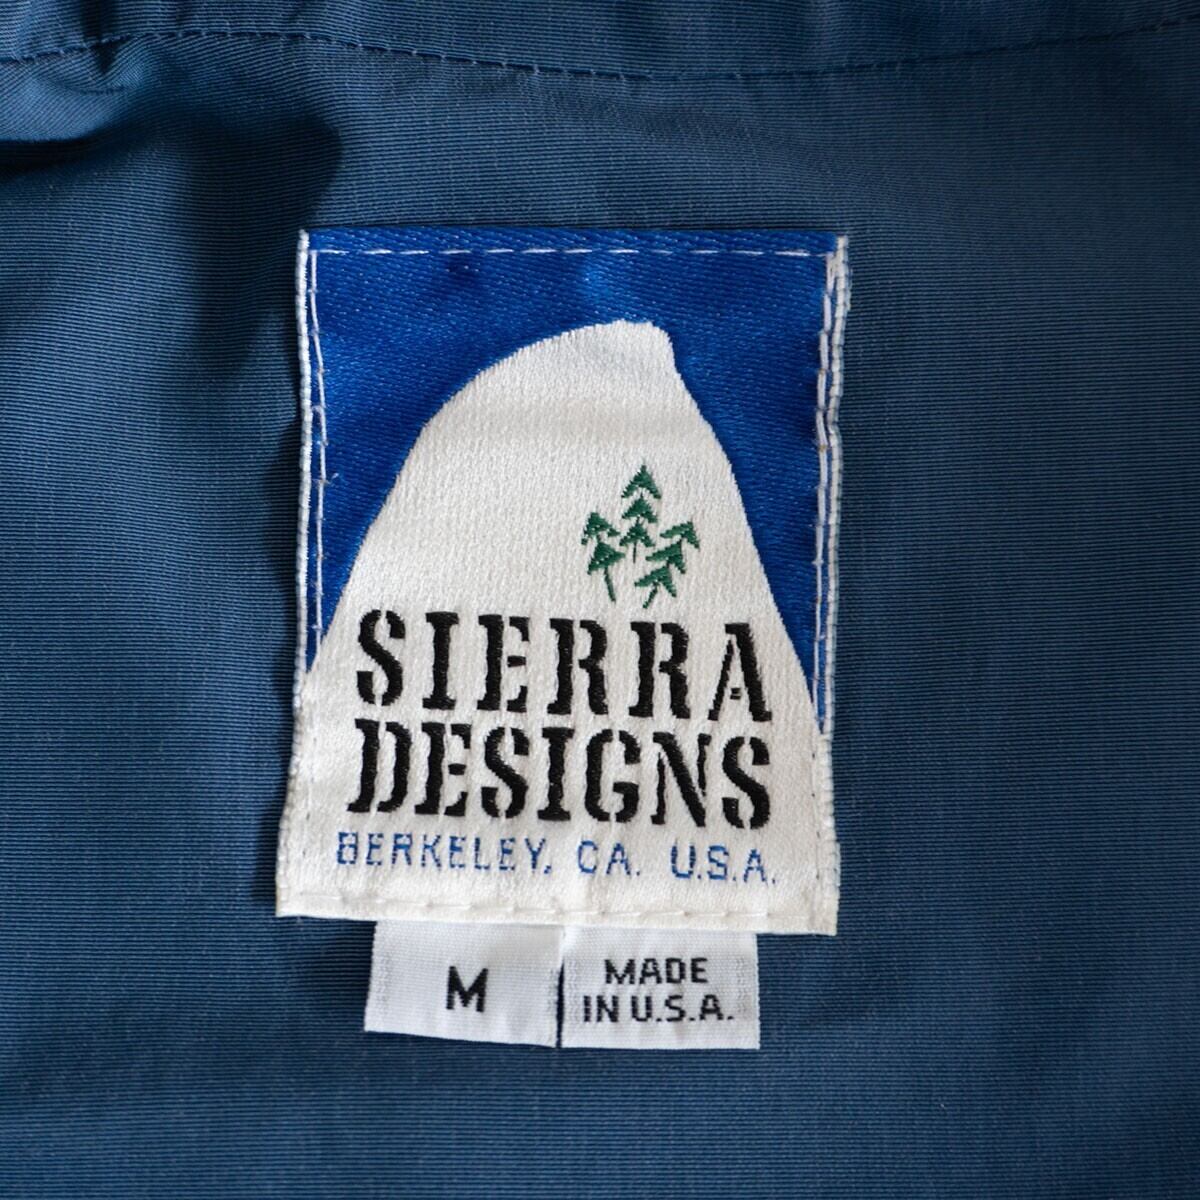 SIERRA
DESIGNS
BERKELEY, CA. U.S.A.
M
MADE
IN U.S.A.